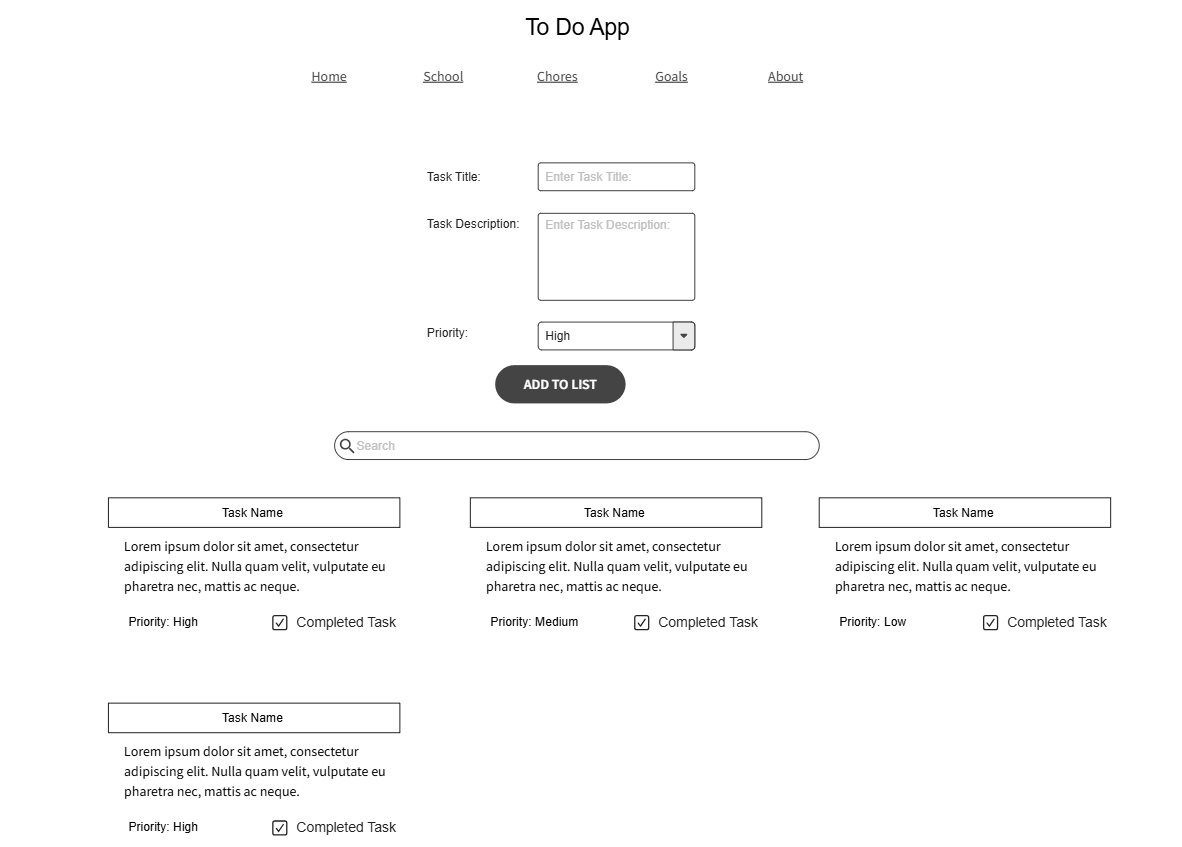 To Do App
Home School Chores Goals About
Task Title: Enter Task Title:
Task Description: Enter Task Description:
Priority: High
ADD TO LIST
Search
Task Name
Lorem ipsum dolor sit amet, consectetur
adipiscing elit. Nulla quam velit, vulputate eu
pharetra nec, mattis ac neque.
Priority: High Completed Task
Task Name
Lorem ipsum dolor sit amet, consectetur
adipiscing elit. Nulla quam velit, vulputate eu
pharetra nec, mattis ac neque.
Priority: Medium Completed Task
Task Name
Lorem ipsum dolor sit amet, consectetur
adipiscing elit. Nulla quam velit, vulputate eu
pharetra nec, mattis ac neque.
Priority: Low Completed Task
Task Name
Lorem ipsum dolor sit amet, consectetur
adipiscing elit. Nulla quam velit, vulputate eu
pharetra nec, mattis ac neque.
Priority: High Completed Task